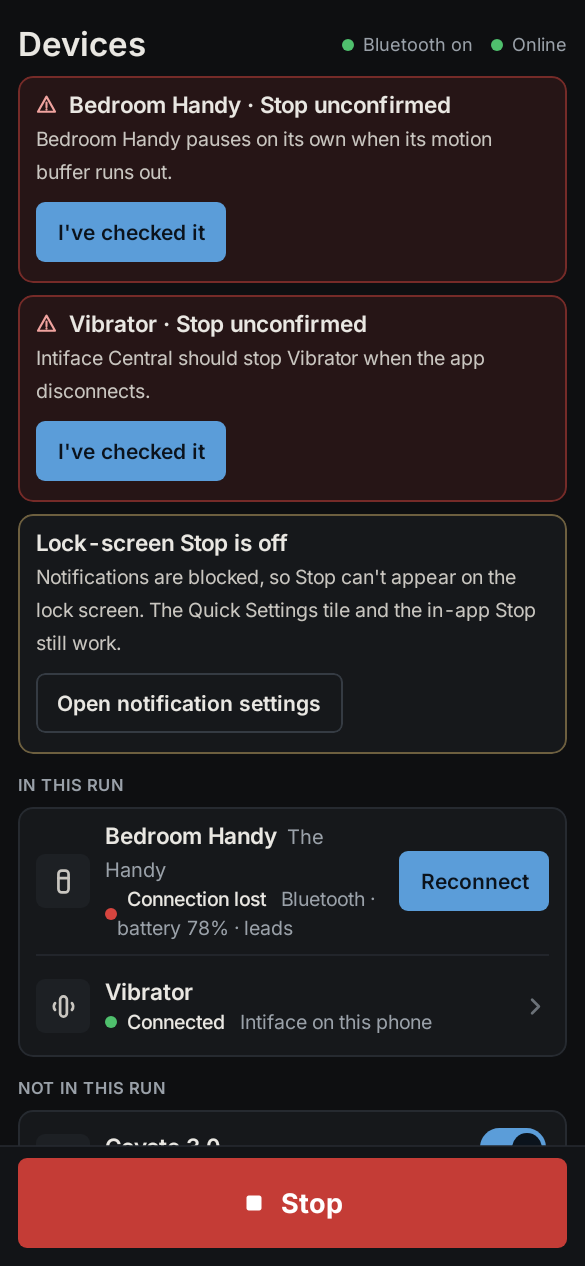 Devices
Bluetooth on
Online
Bedroom Handy · Stop unconfirmed
Bedroom Handy pauses on its own when its motion
buffer runs out.
I've checked it
Vibrator · Stop unconfirmed
Intiface Central should stop Vibrator when the app
disconnects.
I've checked it
Lock-screen Stop is off
Notifications are blocked, so Stop can't appear on the
lock screen. The Quick Settings tile and the in-app Stop
still work.
Open notification settings
IN THIS RUN
Bedroom Handy The
Handy
Connection lost Bluetooth ·
battery 78% · leads
Reconnect
Vibrator
Connected Intiface on this phone
NOT IN THIS RUN
Stop